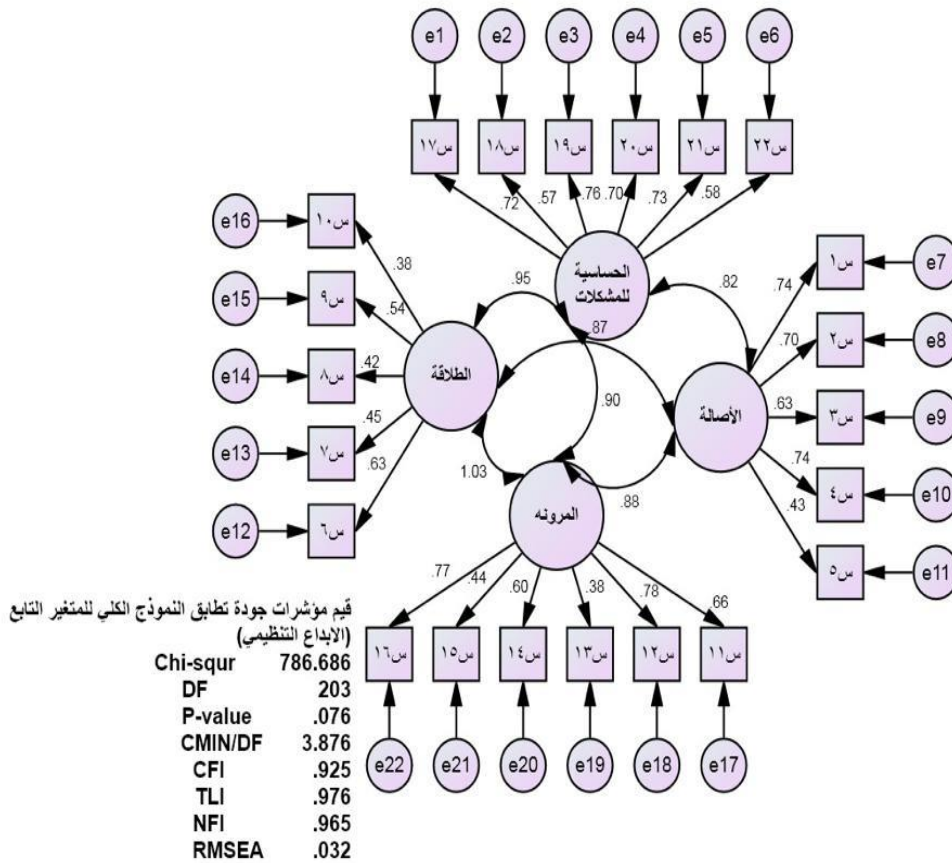 e1 e2 e3 e4 e5 e6
س١٧ س١٨ س١٩ س٢٠ س٢١ س٢٢
.72 .57 .76 .70 .73 .58
الحساسية
للمشكلات
e16 س١٠ .38
e15 س٩ .54
e14 س٨ .42
e13 س٧ .45
e12 س٦ .63
الطلاقة
.95
.87
.82
.90
1.03
.88
الأصالة
.74 س١ e7
.70 س٢ e8
.63 س٣ e9
.74 س٤ e10
.43 س٥ e11
المرونه
.77 .44 .60 .38 .78 .66
س١٦ س١٥ س١٤ س١٣ س١٢ س١١
e22 e21 e20 e19 e18 e17
قيم مؤشرات جودة تطابق النموذج الكلي للمتغير التابع
(الابداع التنظيمي)
Chi-squr 786.686
DF 203
P-value .076
CMIN/DF 3.876
CFI .925
TLI .976
NFI .965
RMSEA .032